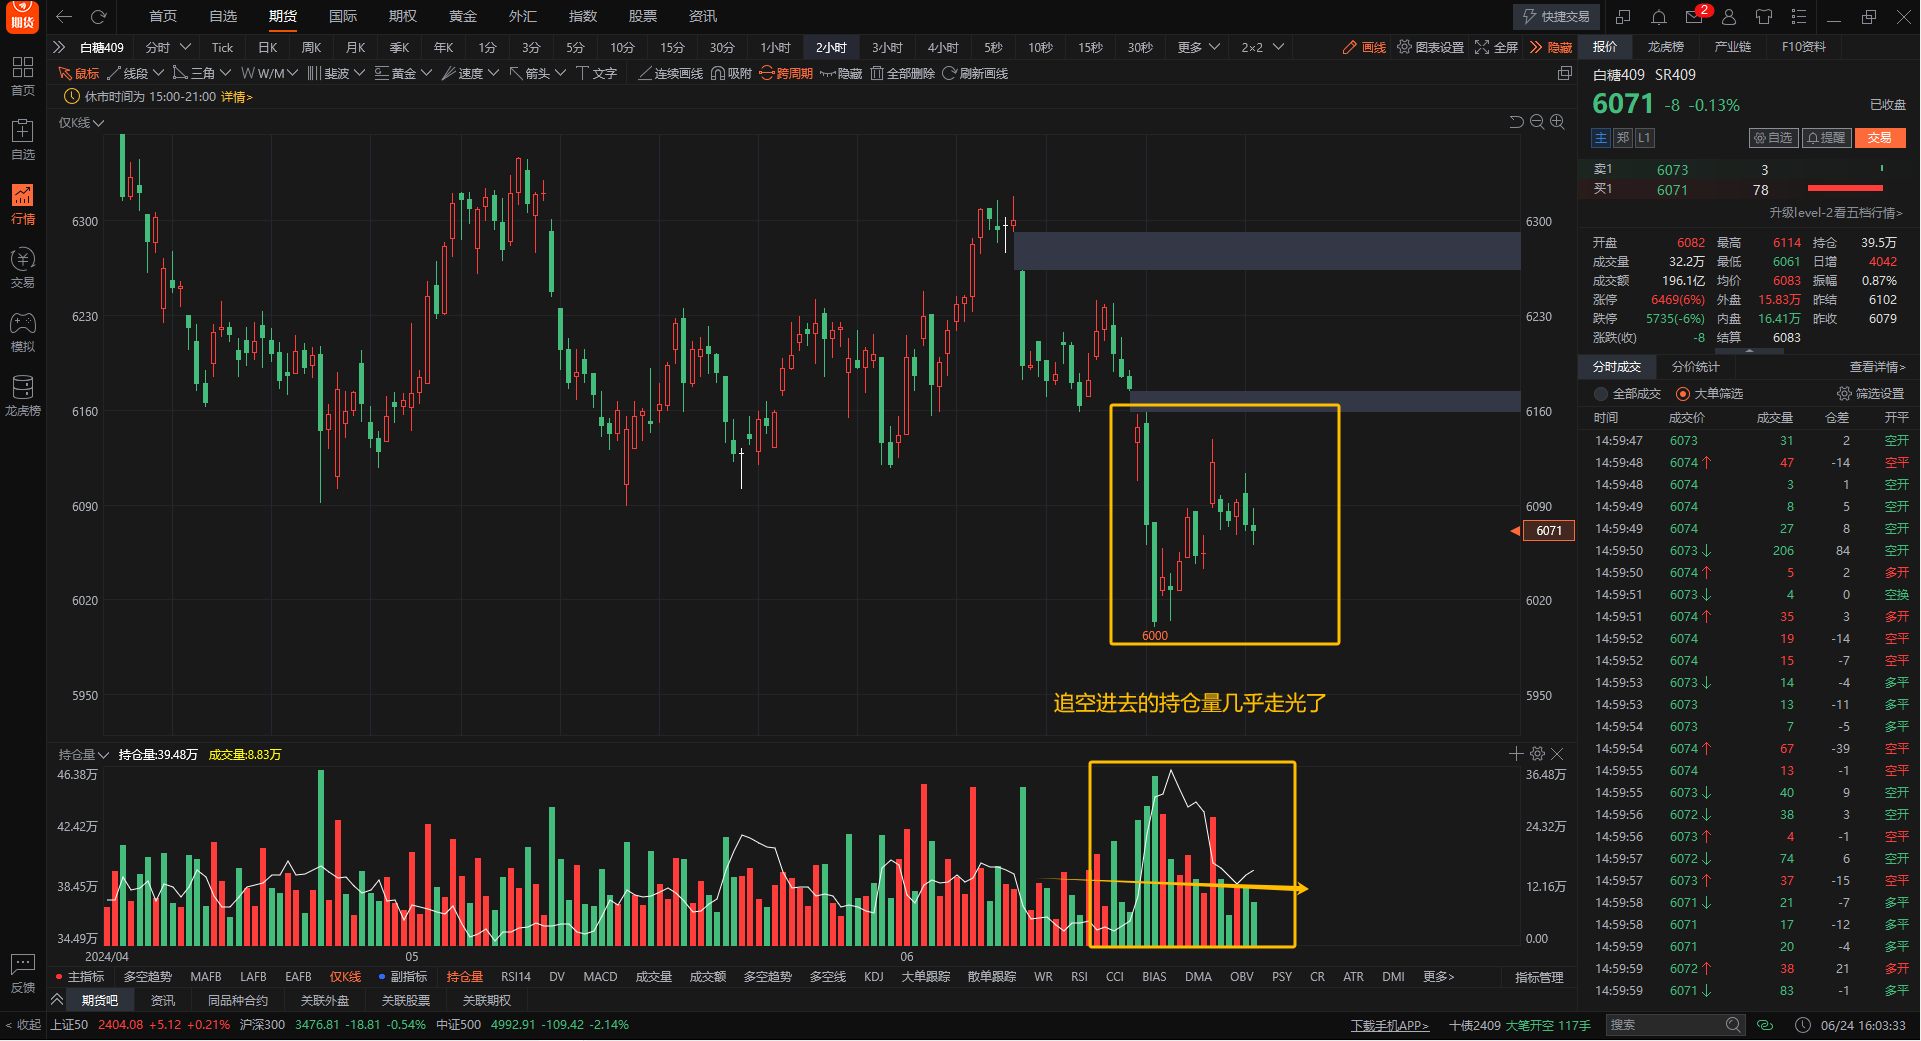 期货
首页 自选 期货 国际 期权 黄金 外汇 指数 股票 资讯
快捷交易 2
白糖409 分时 Tick 日K 周K 月K 季K 年K 1分 3分 5分 10分 15分 30分 1小时 2小时 3小时 4小时 5秒 10秒 15秒 30秒 更多 2×2 画线 图表设置 全屏 隐藏
鼠标 线段 三角 W/M 斐波 黄金 速度 箭头 文字 连续画线 吸附 跨周期 隐藏 全部删除 刷新画线
休市时间为 15:00-21:00 详情>
仅K线
首页
自选
行情
交易
模拟
龙虎榜
反馈
6300 6300
6230 6230
6160 6160
6090 6090
6071
6020 6020
6000
5950 5950
追空进去的持仓量几乎走光了
持仓量 持仓量:39.48万 成交量:8.83万
46.38万 36.48万
42.42万 24.32万
38.45万 12.16万
34.49万 0.00
2024/04 05 06
主指标 多空趋势 MAFB LAFB EAFB 仅K线 副指标 持仓量 RSI14 DV MACD 成交量 成交额 多空趋势 多空线 KDJ 大单跟踪 散单跟踪 WR RSI CCI BIAS DMA OBV PSY CR ATR DMI 更多> 指标管理
期货吧 资讯 同品种合约 关联外盘 关联股票 关联期权
< 收起 上证50 2404.08 +5.12 +0.21% 沪深300 3476.81 -18.81 -0.54% 中证500 4992.91 -109.42 -2.14% 下载手机APP> 十债2409 大笔开空 117手 搜索 06/24 16:03:33
报价 龙虎榜 产业链 F10资料
白糖409 SR409
6071 -8 -0.13% 已收盘
主 郑 L1 自选 提醒 交易
卖1 6073 3
买1 6071 78
升级level-2看五档行情>
开盘 6082 最高 6114 持仓 39.5万
成交量 32.2万 最低 6061 日增 4042
成交额 196.1亿 均价 6083 振幅 0.87%
涨停 6469(6%) 外盘 15.83万 昨结 6102
跌停 5735(-6%) 内盘 16.41万 昨收 6079
涨跌(收) -8 结算 6083
分时成交 分价统计 查看详情>
全部成交 大单筛选 筛选设置
时间 成交价 成交量 仓差 开平
14:59:47 6073 31 2 空开
14:59:48 6074↑ 47 -14 空平
14:59:48 6074 3 1 空开
14:59:49 6074 8 5 空开
14:59:49 6074 27 8 空开
14:59:50 6073↓ 206 84 空开
14:59:50 6074↑ 5 2 多开
14:59:51 6073↓ 4 0 空换
14:59:51 6074↑ 35 3 多开
14:59:52 6074 19 -14 空平
14:59:52 6074 15 -7 空平
14:59:53 6073↓ 14 -4 多平
14:59:53 6073 13 -11 多平
14:59:54 6073 7 -5 多平
14:59:54 6074↑ 67 -39 空平
14:59:55 6074 13 -1 空平
14:59:55 6073↓ 40 9 空开
14:59:56 6072↓ 38 3 空开
14:59:56 6073↑ 4 -1 空平
14:59:57 6072↓ 74 6 空开
14:59:57 6073↑ 37 -15 空平
14:59:58 6071↓ 21 -7 多平
14:59:58 6071 17 -12 多平
14:59:59 6071 20 -4 多平
14:59:59 6072↑ 38 21 多开
14:59:59 6071↓ 83 -1 多平